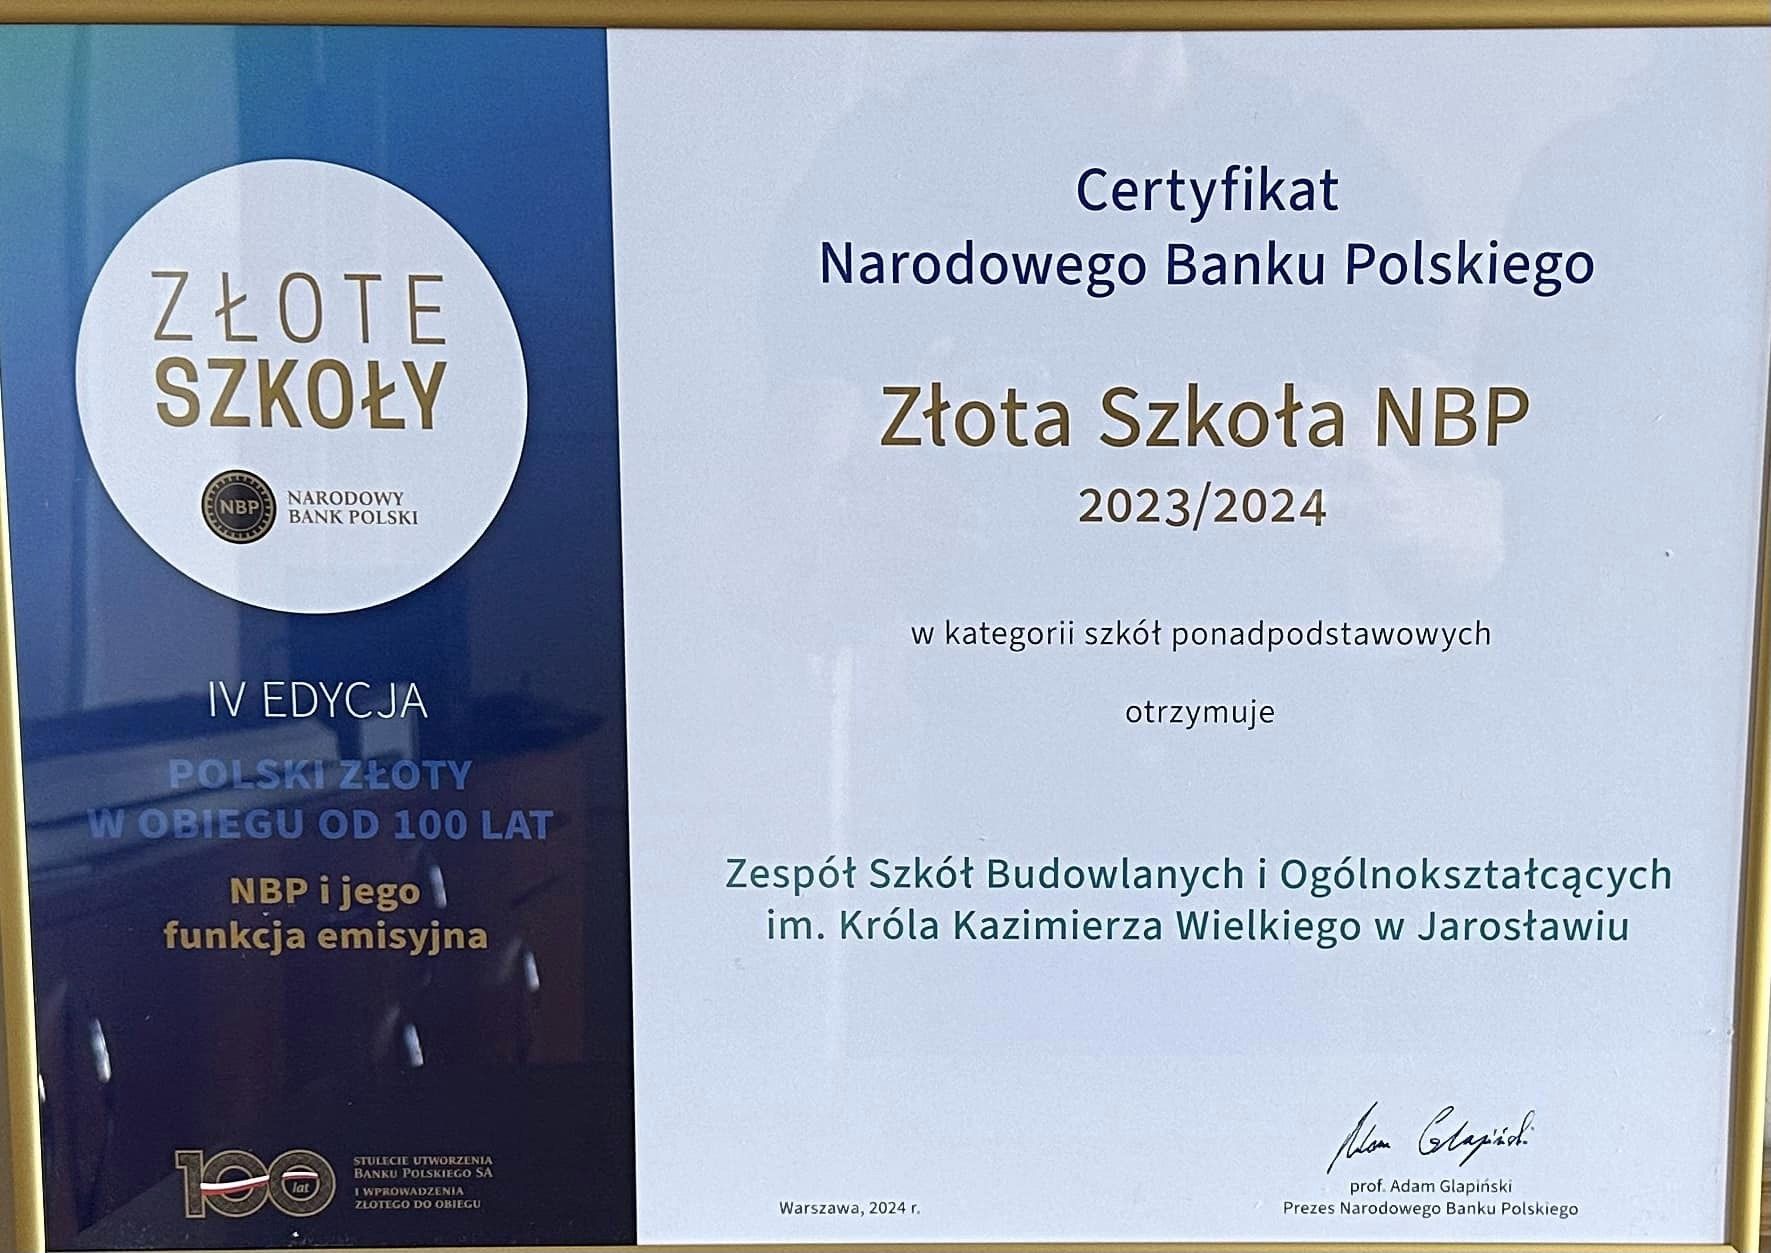 ZŁOTE
SZKOŁY
NBP
NARODOWY
BANK POLSKI
IV EDYCJA
POLSKI ZŁOTY
W OBIEGU OD 100 LAT
NBP i jego
funkcja emisyjna
100 lat
STULECIE UTWORZENIA
BANKU POLSKIEGO SA
I WPROWADZENIA
ZŁOTEGO DO OBIEGU
Certyfikat
Narodowego Banku Polskiego
Złota Szkoła NBP
2023/2024
w kategorii szkół ponadpodstawowych
otrzymuje
Zespół Szkół Budowlanych i Ogólnokształcących
im. Króla Kazimierza Wielkiego w Jarosławiu
Warszawa, 2024 r.
Adam Glapiński
prof. Adam Glapiński
Prezes Narodowego Banku Polskiego